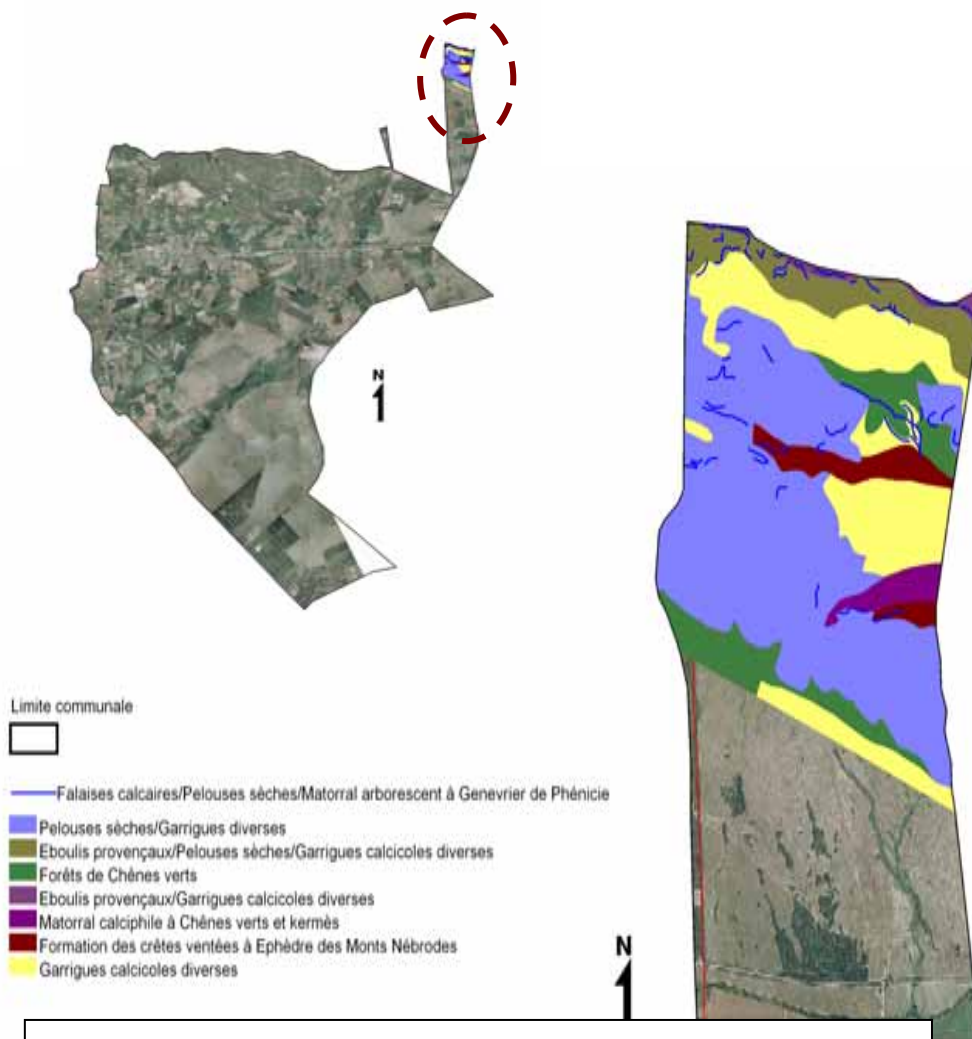 N
N
Limite communale
Falaises calcaires/Pelouses sèches/Matorral arborescent à Genevrier de Phénicie
Pelouses sèches/Garrigues diverses
Eboulis provençaux/Pelouses sèches/Garrigues calcicoles diverses
Forêts de Chênes verts
Eboulis provençaux/Garrigues calcicoles diverses
Matorral calciphile à Chênes verts et kermès
Formation des crêtes ventées à Ephèdre des Monts Nébrodes
Garrigues calcicoles diverses